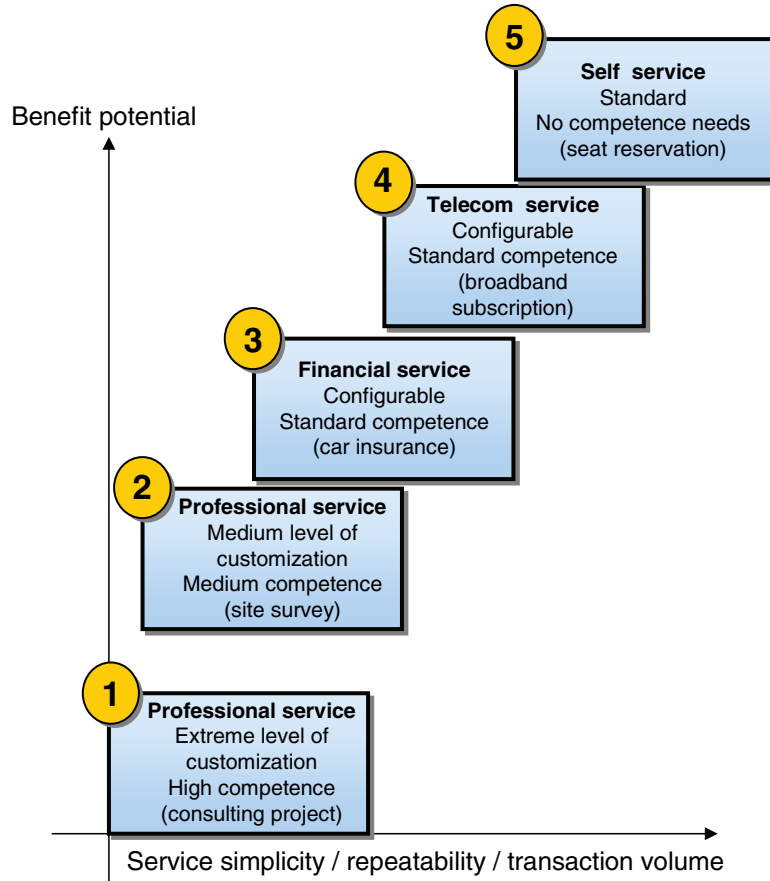 5
Self service
Standard
No competence needs
(seat reservation)
Benefit potential
4
Telecom service
Configurable
Standard competence
(broadband
subscription)
3
Financial service
Configurable
Standard competence
(car insurance)
2
Professional service
Medium level of
customization
Medium competence
(site survey)
1
Professional service
Extreme level of
customization
High competence
(consulting project)
Service simplicity / repeatability / transaction volume